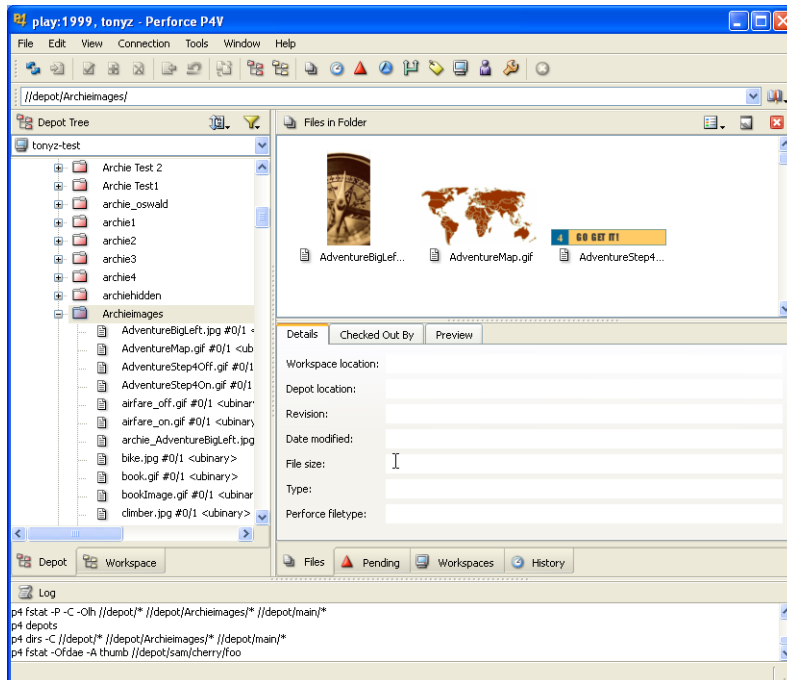 play:1999, tonyz - Perforce P4V
File Edit View Connection Tools Window Help
//depot/Archieimages/
Depot Tree
tonyz-test
Archie Test 2
Archie Test1
archie_oswald
archie1
archie2
archie3
archie4
archiehidden
Archieimages
AdventureBigLeft.jpg #0/1 <
AdventureMap.gif #0/1 <ub
AdventureStep4Off.gif #0/1
AdventureStep4On.gif #0/1
airfare_off.gif #0/1 <ubinar
airfare_on.gif #0/1 <ubinary
archie_AdventureBigLeft.jpg
bike.jpg #0/1 <ubinary>
book.gif #0/1 <ubinary>
bookImage.gif #0/1 <ubinar
climber.jpg #0/1 <ubinary>
Depot Workspace
Files in Folder
4 GO GET IT!
AdventureBigLef... AdventureMap.gif AdventureStep4...
Details Checked Out By Preview
Workspace location:
Depot location:
Revision:
Date modified:
File size:
Type:
Perforce filetype:
Files Pending Workspaces History
Log
p4 fstat -P -C -Olh //depot/* //depot/Archieimages/* //depot/main/*
p4 depots
p4 dirs -C //depot/* //depot/Archieimages/* //depot/main/*
p4 fstat -Ofdae -A thumb //depot/sam/cherry/foo